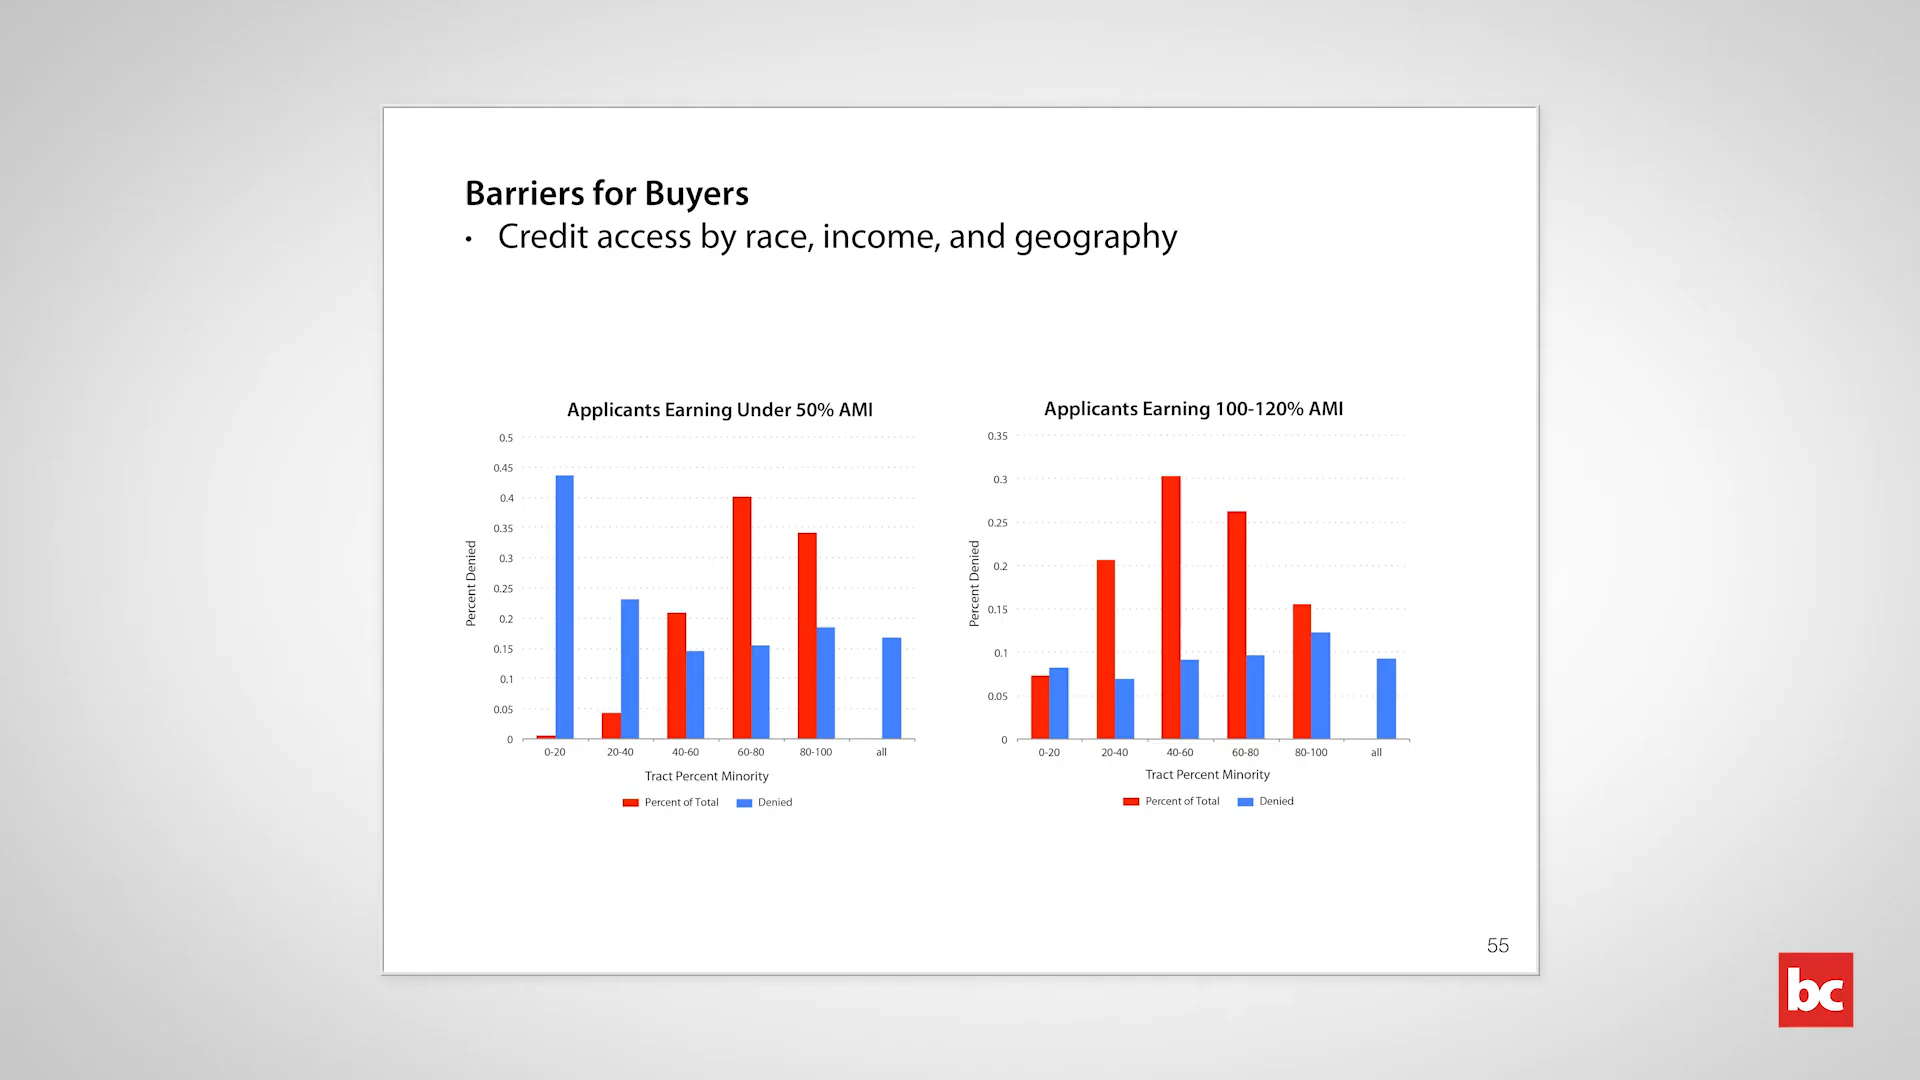 Barriers for Buyers
• Credit access by race, income, and geography
Applicants Earning Under 50% AMI
0.5
0.45
0.4
0.35
0.3
0.25
0.2
0.15
0.1
0.05
0
Percent Denied
0-20 20-40 40-60 60-80 80-100 all
Tract Percent Minority
Percent of Total Denied
Applicants Earning 100-120% AMI
0.35
0.3
0.25
0.2
0.15
0.1
0.05
0
Percent Denied
0-20 20-40 40-60 60-80 80-100 all
Tract Percent Minority
Percent of Total Denied
55
bc